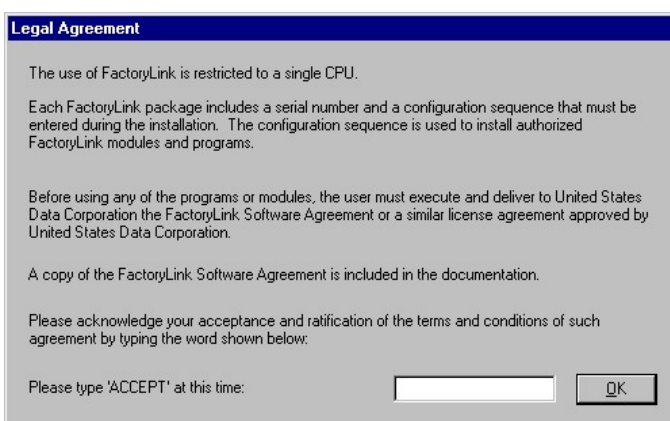 Legal Agreement
The use of FactoryLink is restricted to a single CPU.
Each FactoryLink package includes a serial number and a configuration sequence that must be
entered during the installation. The configuration sequence is used to install authorized
FactoryLink modules and programs.
Before using any of the programs or modules, the user must execute and deliver to United States
Data Corporation the FactoryLink Software Agreement or a similar license agreement approved by
United States Data Corporation.
A copy of the FactoryLink Software Agreement is included in the documentation.
Please acknowledge your acceptance and ratification of the terms and conditions of such
agreement by typing the word shown below:
Please type 'ACCEPT' at this time:
OK